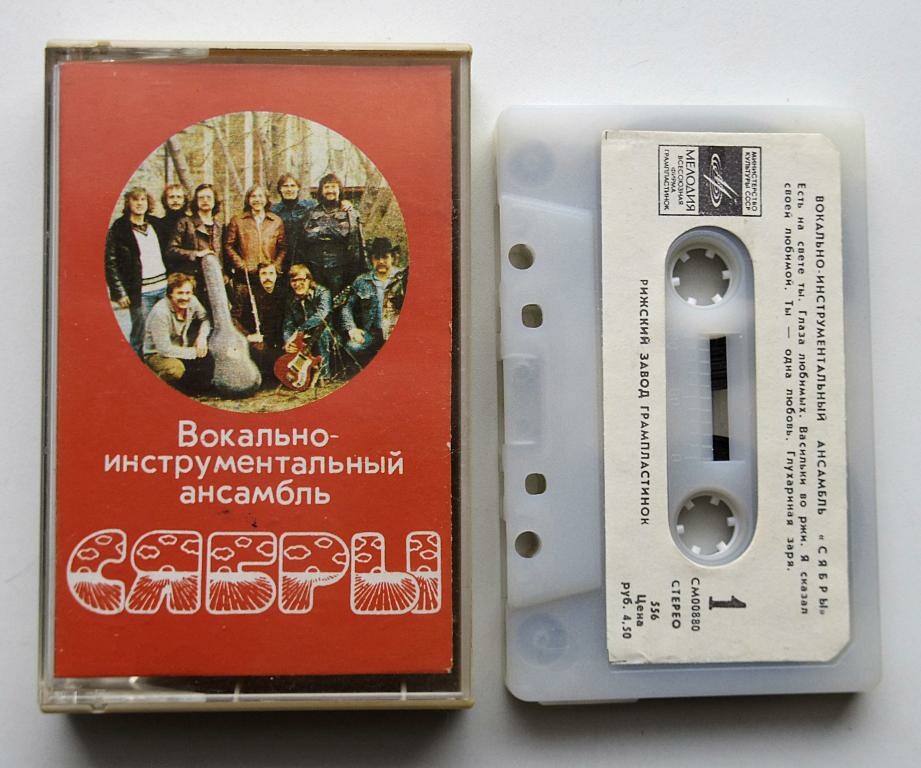 Вокально-
инструментальный
ансамбль
СЯБРЫ
МИНИСТЕРСТВО
КУЛЬТУРЫ СССР
МЕЛОДИЯ
ВСЕСОЮЗНАЯ
ФИРМА
ГРАМПЛАСТИНОК
ВОКАЛЬНО-ИНСТРУМЕНТАЛЬНЫЙ АНСАМБЛЬ «СЯБРЫ»
Есть на свете ты. Глаза любимых. Васильки во ржи. Я сказал
своей любимой. Ты — одна любовь. Глухариная заря.
РИЖСКИЙ ЗАВОД ГРАМПЛАСТИНОК
1
СМ00880
СТЕРЕО
556
Цена
руб. 4,50